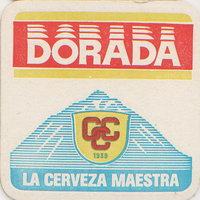 DORADA
CCC
1939
LA CERVEZA MAESTRA